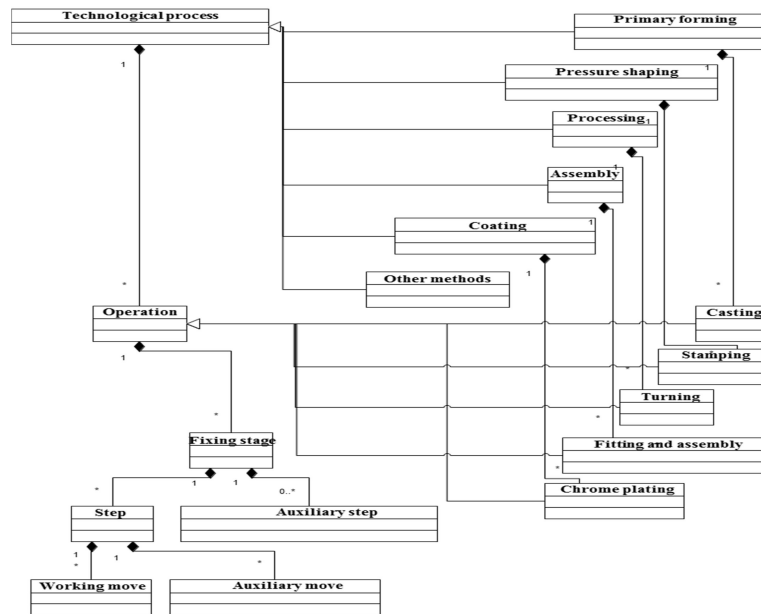 Technological process
Primary forming
1
1
Pressure shaping
Processing
1
1
Assembly
Coating
1
1
Other methods
*
*
Operation
Casting
1
Stamping
*
*
Turning
*
*
Fixing stage
Fitting and assembly
*
1
1
*
0..*
Chrome plating
Step
Auxiliary step
1
1
*
*
Working move
Auxiliary move